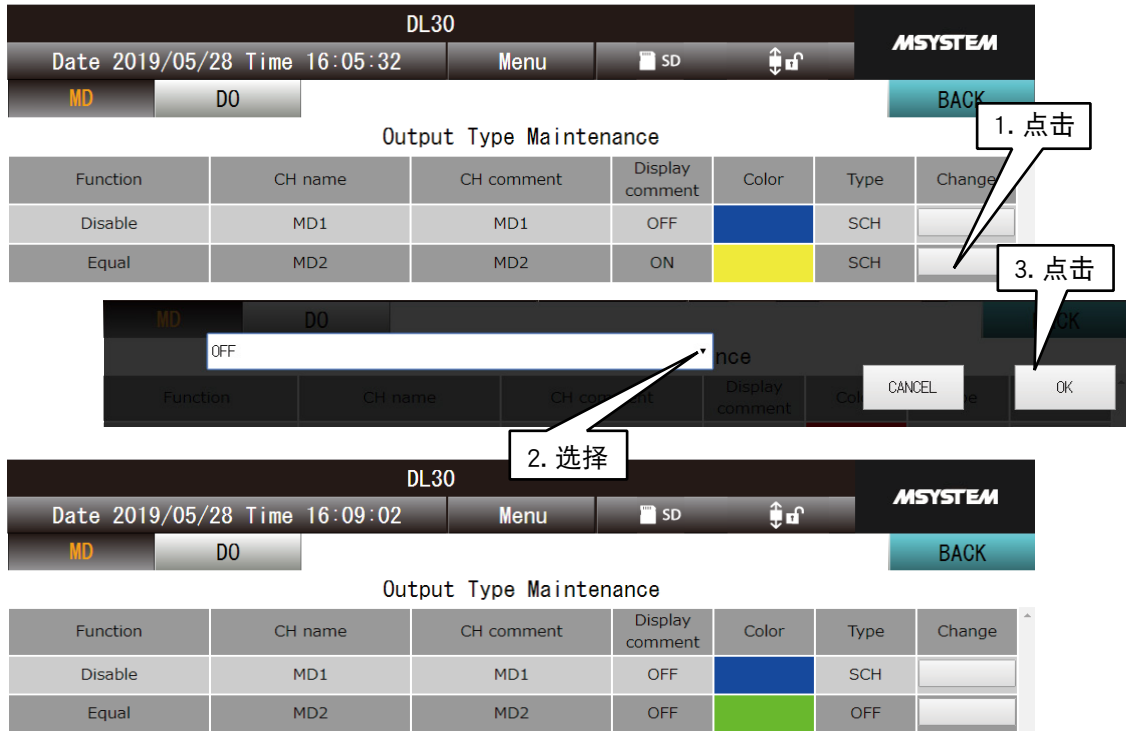 DL30
MSYSTEM
Date 2019/05/28 Time 16:05:32 Menu SD
MD DO BACK
1. 点击
Output Type Maintenance
Function CH name CH comment Display comment Color Type Change
Disable MD1 MD1 OFF SCH
Equal MD2 MD2 ON SCH
3. 点击
MD DO CK
OFF
nce
Function CH name CH com nt Display comment Col e
CANCEL OK
2. 选择
DL30
MSYSTEM
Date 2019/05/28 Time 16:09:02 Menu SD
MD DO BACK
Output Type Maintenance
Function CH name CH comment Display comment Color Type Change
Disable MD1 MD1 OFF SCH
Equal MD2 MD2 OFF OFF